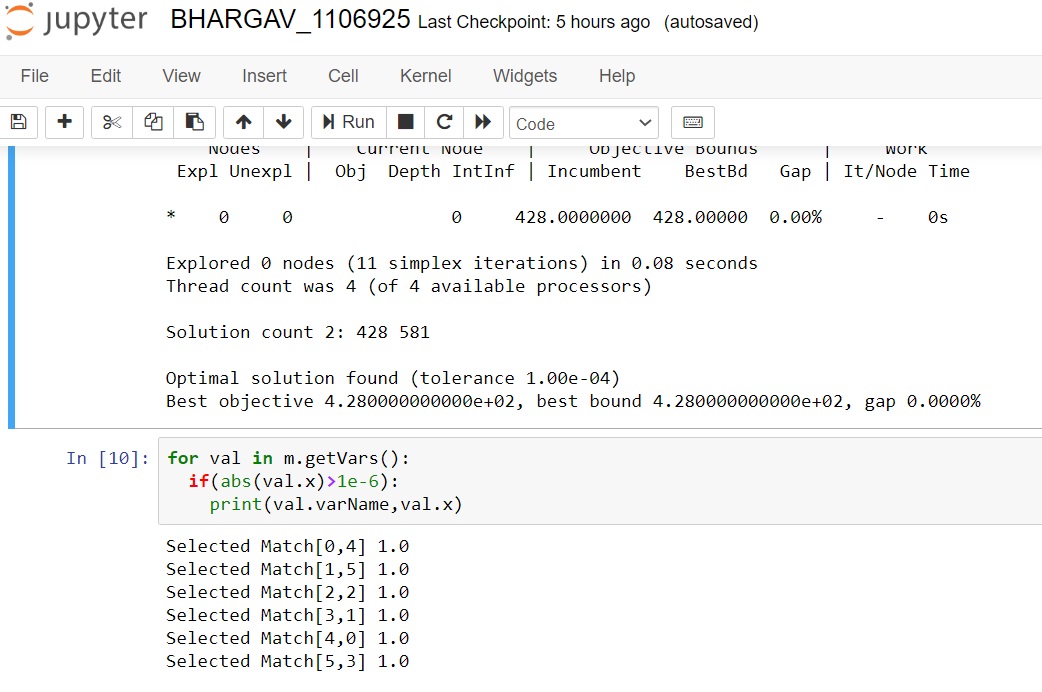 jupyter BHARGAV_1106925 Last Checkpoint: 5 hours ago (autosaved)
File Edit View Insert Cell Kernel Widgets Help
Run Code
Nodes | Current Node | Objective Bounds | Work
Expl Unexpl | Obj Depth IntInf | Incumbent BestBd Gap | It/Node Time
* 0 0 0 428.0000000 428.00000 0.00% - 0s
Explored 0 nodes (11 simplex iterations) in 0.08 seconds
Thread count was 4 (of 4 available processors)
Solution count 2: 428 581
Optimal solution found (tolerance 1.00e-04)
Best objective 4.280000000000e+02, best bound 4.280000000000e+02, gap 0.0000%
In [10]: for val in m.getVars():
if(abs(val.x)>1e-6):
print(val.varName,val.x)
Selected Match[0,4] 1.0
Selected Match[1,5] 1.0
Selected Match[2,2] 1.0
Selected Match[3,1] 1.0
Selected Match[4,0] 1.0
Selected Match[5,3] 1.0